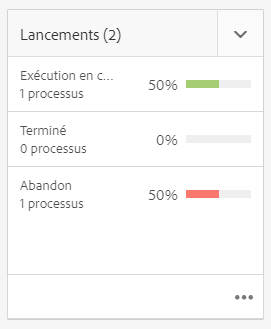 Lancements (2)
Exécution en c...
1 processus
50%
Terminé
0 processus
0%
Abandon
1 processus
50%